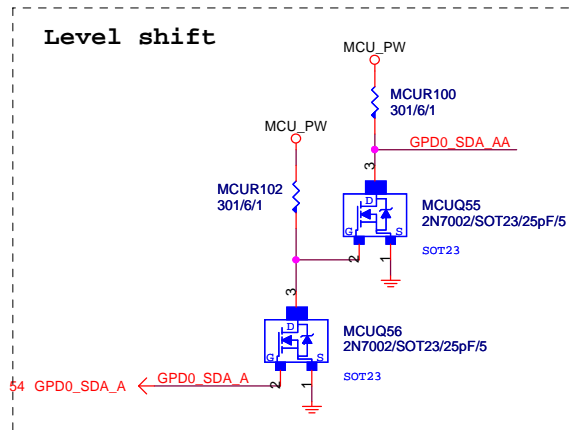 Level shift
MCU_PW
MCUR100
301/6/1
GPD0_SDA_AA
MCU_PW
3
MCUR102
301/6/1
D
G
S
2
1
MCUQ55
2N7002/SOT23/25pF/5
SOT23
3
D
G
S
2
1
MCUQ56
2N7002/SOT23/25pF/5
SOT23
54 GPD0_SDA_A
GPD0_SDA_A